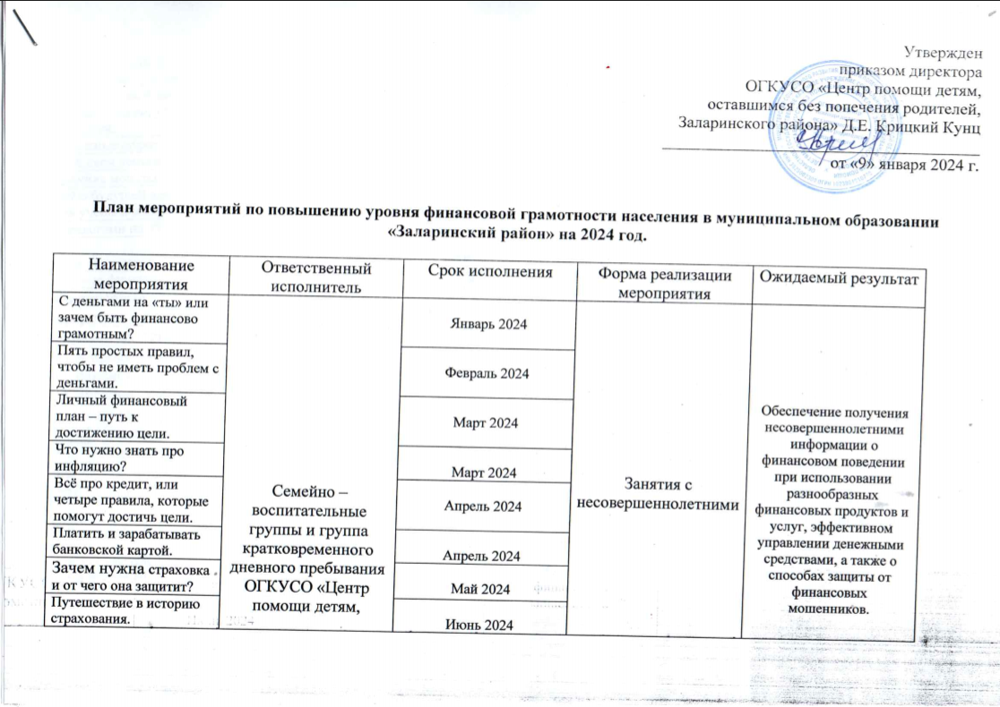 Утвержден
приказом директора
ОГКУСО «Центр помощи детям,
оставшимся без попечения родителей,
Заларинского района» Д.Е. Крицкий Кунц
от «9» января 2024 г.
План мероприятий по повышению уровня финансовой грамотности населения в муниципальном образовании
«Заларинский район» на 2024 год.
Наименование
мероприятия
Ответственный
исполнитель
Срок исполнения
Форма реализации
мероприятия
Ожидаемый результат
С деньгами на «ты» или
зачем быть финансово
грамотным?
Январь 2024
Пять простых правил,
чтобы не иметь проблем с
деньгами.
Февраль 2024
Личный финансовый
план – путь к
достижению цели.
Март 2024
Что нужно знать про
инфляцию?
Март 2024
Всё про кредит, или
четыре правила, которые
помогут достичь цели.
Апрель 2024
Платить и зарабатывать
банковской картой.
Апрель 2024
Зачем нужна страховка
и от чего она защитит?
Май 2024
Путешествие в историю
страхования.
Июнь 2024
Семейно –
воспитательные
группы и группа
кратковременного
дневного пребывания
ОГКУСО «Центр
помощи детям,
Занятия с
несовершеннолетними
Обеспечение получения
несовершеннолетними
информации о
финансовом поведении
при использовании
разнообразных
финансовых продуктов и
услуг, эффективном
управлении денежными
средствами, а также о
способах защиты от
финансовых
мошенников.